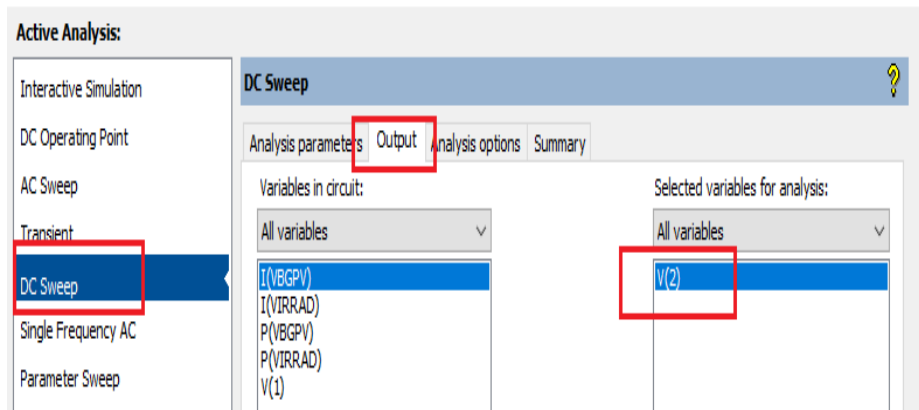 Active Analysis:
Interactive Simulation
DC Operating Point
AC Sweep
Transient
DC Sweep
Single Frequency AC
Parameter Sweep
DC Sweep
?
Analysis parameters Output Analysis options Summary
Variables in circuit:
All variables
I(VBGPV)
I(VIRRAD)
P(VBGPV)
P(VIRRAD)
V(1)
Selected variables for analysis:
All variables
V(2)